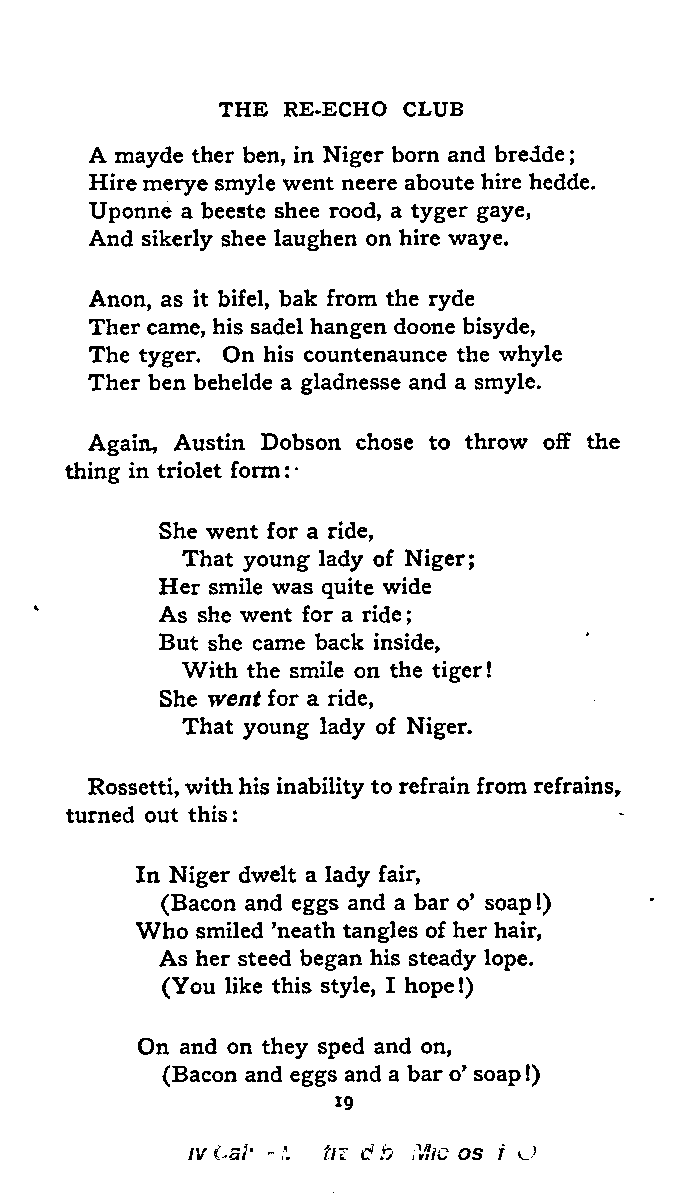 THE RE-ECHO CLUB
A mayde ther ben, in Niger born and bredde;
Hire merye smyle went neere aboute hire hedde.
Uponne a beeste shee rood, a tyger gaye,
And sikerly shee laughen on hire waye.
Anon, as it bifel, bak from the ryde
Ther came, his sadel hangen doone bisyde,
The tyger. On his countenaunce the whyle
Ther ben behelde a gladnesse and a smyle.
Again, Austin Dobson chose to throw off the
thing in triolet form:
She went for a ride,
That young lady of Niger;
Her smile was quite wide
As she went for a ride;
But she came back inside,
With the smile on the tiger!
She went for a ride,
That young lady of Niger.
Rossetti, with his inability to refrain from refrains,
turned out this:
In Niger dwelt a lady fair,
(Bacon and eggs and a bar o' soap!)
Who smiled 'neath tangles of her hair,
As her steed began his steady lope.
(You like this style, I hope!)
On and on they sped and on,
(Bacon and eggs and a bar o' soap!)
19